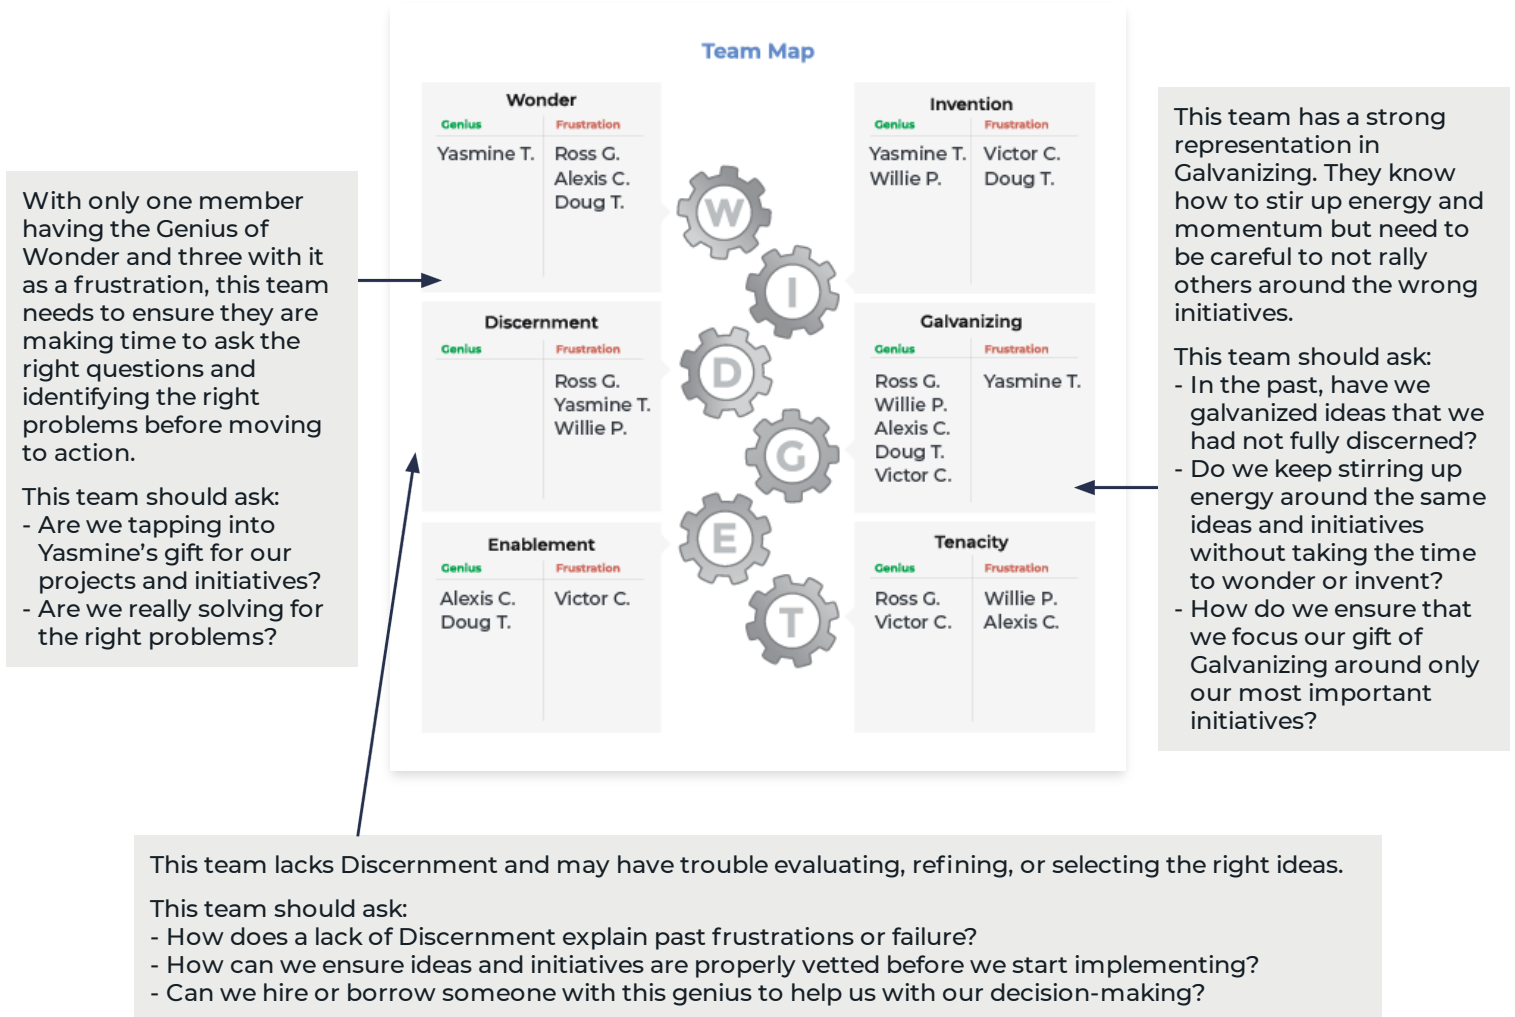 Team Map
Wonder
Genius Frustration
Yasmine T. Ross G.
Alexis C.
Doug T.
Invention
Genius Frustration
Yasmine T. Victor C.
Willie P. Doug T.
Discernment
Genius Frustration
Ross G.
Yasmine T.
Willie P.
Galvanizing
Genius Frustration
Ross G. Yasmine T.
Willie P.
Alexis C.
Doug T.
Victor C.
Enablement
Genius Frustration
Alexis C. Victor C.
Doug T.
Tenacity
Genius Frustration
Ross G. Willie P.
Victor C. Alexis C.
W
I
D
G
E
T
With only one member
having the Genius of
Wonder and three with it
as a frustration, this team
needs to ensure they are
making time to ask the
right questions and
identifying the right
problems before moving
to action.
This team should ask:
- Are we tapping into
Yasmine’s gift for our
projects and initiatives?
- Are we really solving for
the right problems?
This team has a strong
representation in
Galvanizing. They know
how to stir up energy and
momentum but need to
be careful to not rally
others around the wrong
initiatives.
This team should ask:
- In the past, have we
galvanized ideas that we
had not fully discerned?
- Do we keep stirring up
energy around the same
ideas and initiatives
without taking the time
to wonder or invent?
- How do we ensure that
we focus our gift of
Galvanizing around only
our most important
initiatives?
This team lacks Discernment and may have trouble evaluating, refining, or selecting the right ideas.
This team should ask:
- How does a lack of Discernment explain past frustrations or failure?
- How can we ensure ideas and initiatives are properly vetted before we start implementing?
- Can we hire or borrow someone with this genius to help us with our decision-making?